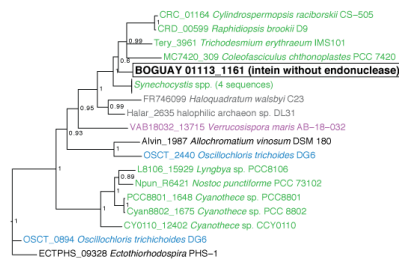 CRC_01164 Cylindrospermopsis raciborskii CS-505
CRD_00599 Raphidiopsis brookii D9
Tery_3961 Trichodesmium erythraeum IMS101
MC7420_309 Coleofasciculus chthonoplastes PCC 7420
BOGUAY 01113_1161 (intein without endonuclease)
Synechocystis spp. (4 sequences)
FR746099 Haloquadratum walsbyi C23
Halar_2635 halophilic archaeon sp. DL31
VAB18032_13715 Verrucosispora maris AB-18-032
Alvin_1987 Allochromatium vinosum DSM 180
OSCT_2440 Oscillochloris trichoides DG6
L8106_15929 Lyngbya sp. PCC8106
Npun_R6421 Nostoc punctiforme PCC 73102
PCC8801_1648 Cyanothece sp. PCC8801
Cyan8802_1675 Cyanothece sp. PCC 8802
CY0110_12402 Cyanothece sp. CCY0110
OSCT_0894 Oscillochloris trichichoides DG6
ECTPHS_09328 Ectothiorhodospira PHS-1
1
0.99
1
0.8
1
0.95
0.99
0.93
1
1
0.89
1
1
1